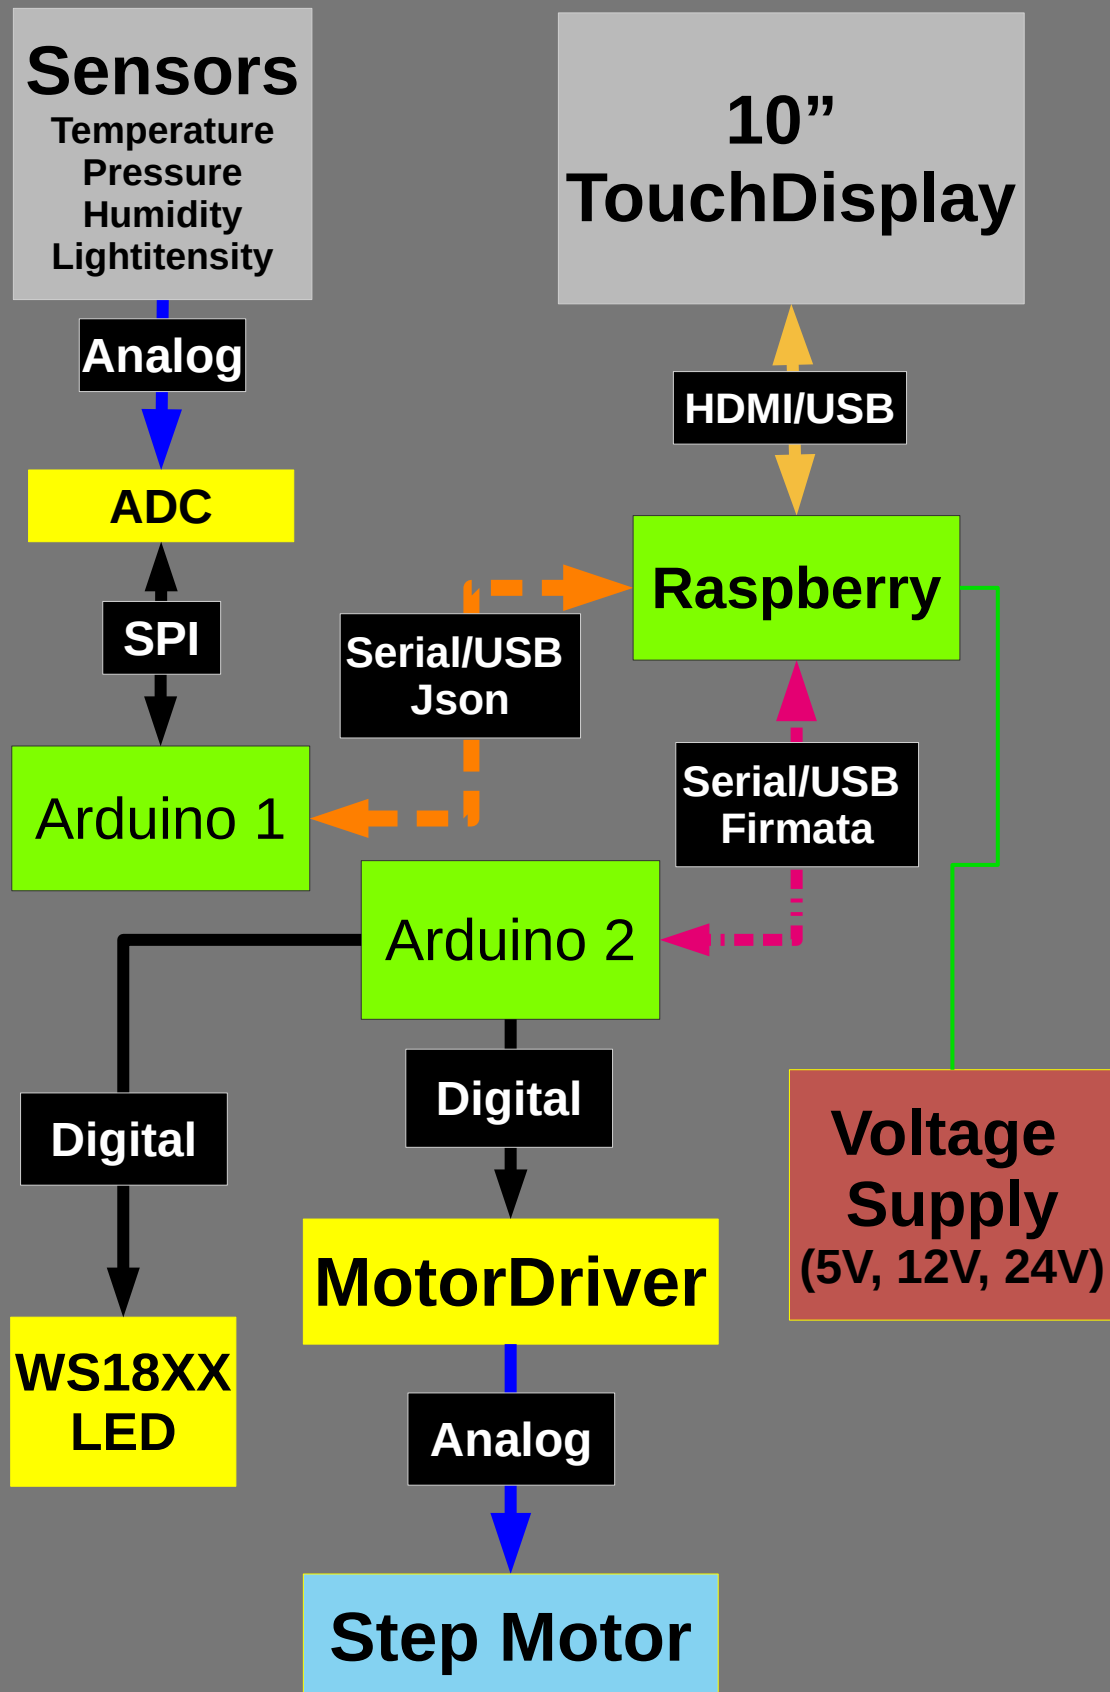 Sensors
Temperature
Pressure
Humidity
Lightitensity
10”
TouchDisplay
Analog
HDMI/USB
ADC
Raspberry
SPI
Serial/USB
Json
Arduino 1
Serial/USB
Firmata
Arduino 2
Digital
Digital
Voltage
Supply
(5V, 12V, 24V)
MotorDriver
WS18XX
LED
Analog
Step Motor